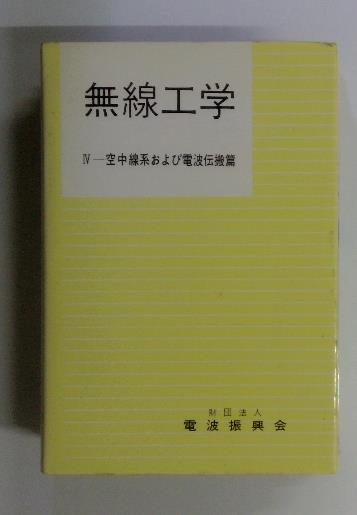 無線工学
Ⅳ—空中線系および電波伝搬篇
財団法人
電波振興会